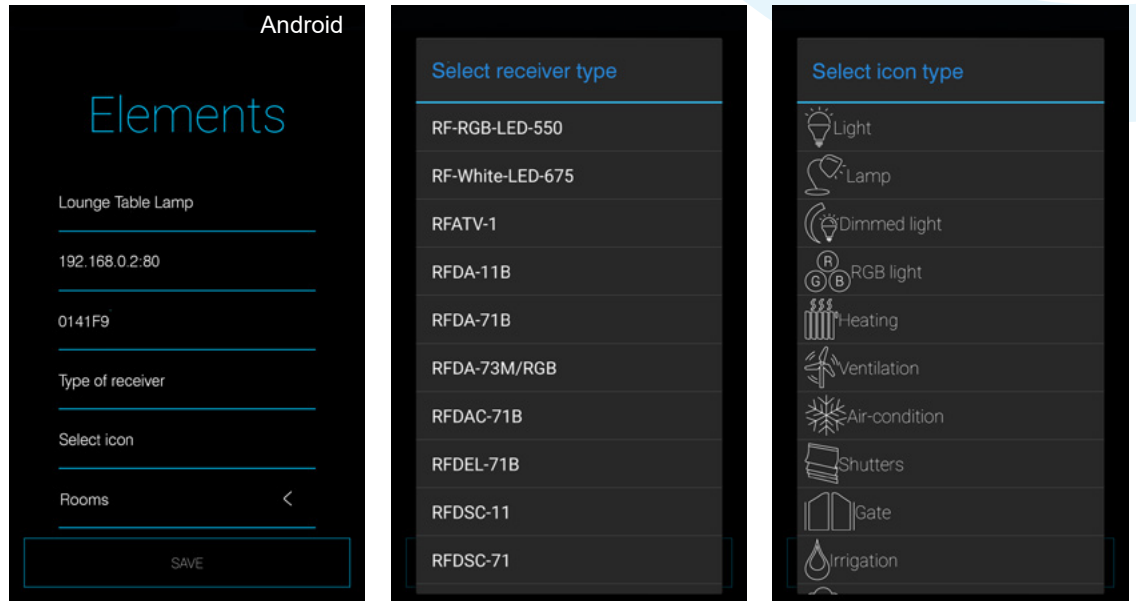 Android
Elements
Lounge Table Lamp
192.168.0.2:80
0141F9
Type of receiver
Select icon
Rooms
SAVE
Select receiver type
RF-RGB-LED-550
RF-White-LED-675
RFATV-1
RFDA-11B
RFDA-71B
RFDA-73M/RGB
RFDAC-71B
RFDEL-71B
RFDSC-11
RFDSC-71
Select icon type
Light
Lamp
Dimmed light
R
G B
RGB light
Heating
Ventilation
Air-condition
Shutters
Gate
Irrigation